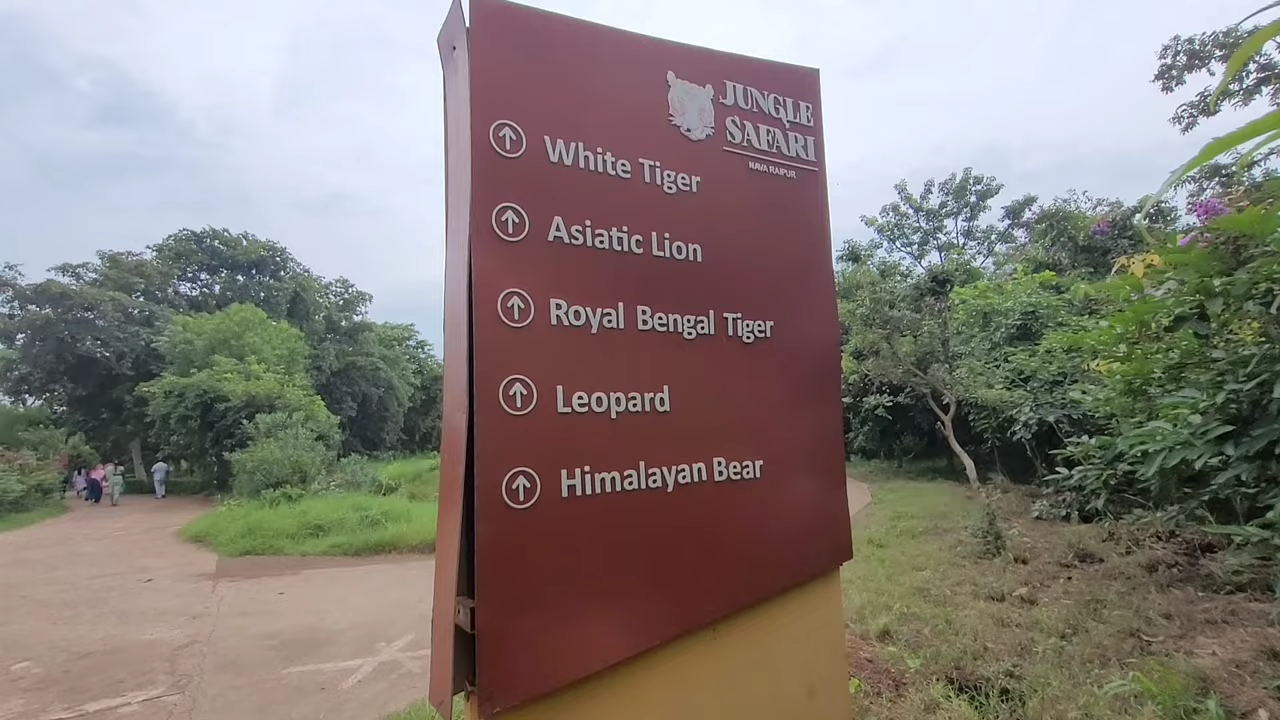 JUNGLE
SAFARI
NAVA RAIPUR
White Tiger
Asiatic Lion
Royal Bengal Tiger
Leopard
Himalayan Bear